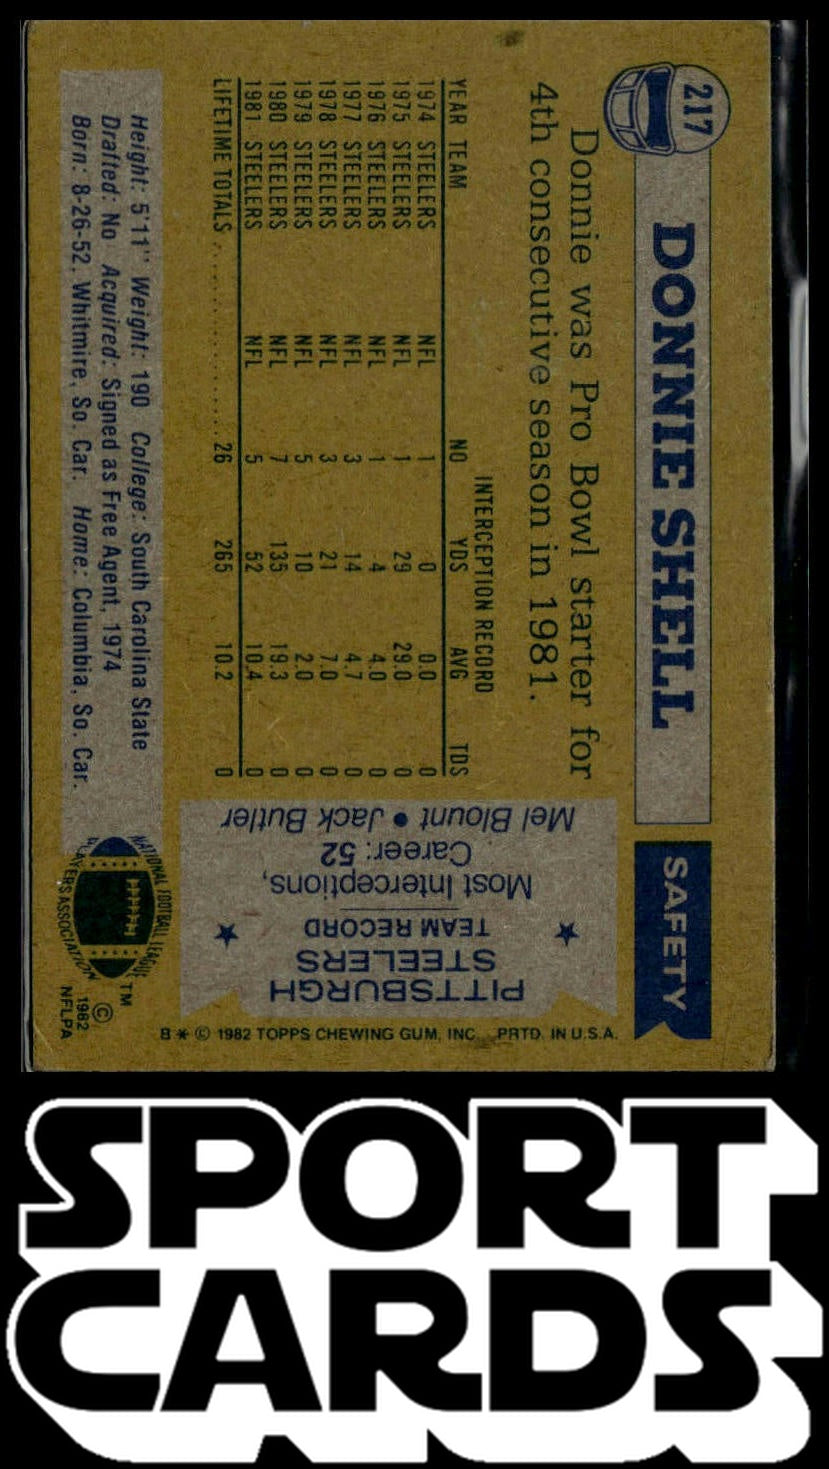 217
DONNIE SHELL
SAFETY
Donnie was Pro Bowl starter for
4th consecutive season in 1981.
INTERCEPTION RECORD
YEAR TEAM NO YDS AVG TDS
1974 STEELERS NFL 1 0 0.0 0
1975 STEELERS NFL 1 29 29.0 0
1976 STEELERS NFL 1 4 4.0 0
1977 STEELERS NFL 3 14 4.7 0
1978 STEELERS NFL 3 21 7.0 0
1979 STEELERS NFL 5 10 2.0 0
1980 STEELERS NFL 7 135 19.3 0
1981 STEELERS NFL 5 52 10.4 0
LIFETIME TOTALS.............. 26 265 10.2 0
Height: 5'11" Weight: 190 College: South Carolina State
Drafted: No Acquired: Signed as Free Agent, 1974
Born: 8-26-52, Whitmire, So. Car. Home: Columbia, So. Car.
PITTSBURGH
STEELERS
TEAM RECORD
Most Interceptions,
Career: 52
Mel Blount • Jack Butler
NATIONAL FOOTBALL LEAGUE
PLAYERS ASSOCIATION
TM
©
1982
NFLPA
B * © 1982 TOPPS CHEWING GUM, INC. PRTD. IN U.S.A.
SPORT
CARDS